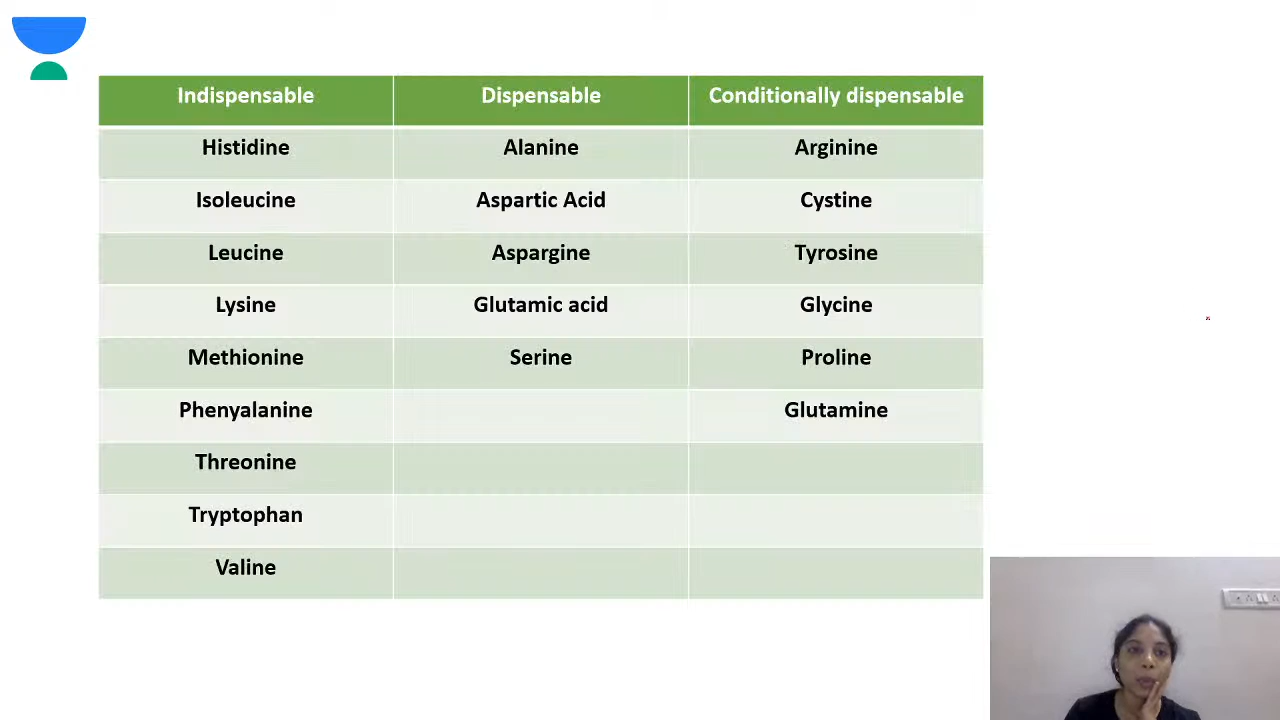 Indispensable Dispensable Conditionally dispensable
Histidine Alanine Arginine
Isoleucine Aspartic Acid Cystine
Leucine Aspargine Tyrosine
Lysine Glutamic acid Glycine
Methionine Serine Proline
Phenyalanine Glutamine
Threonine
Tryptophan
Valine